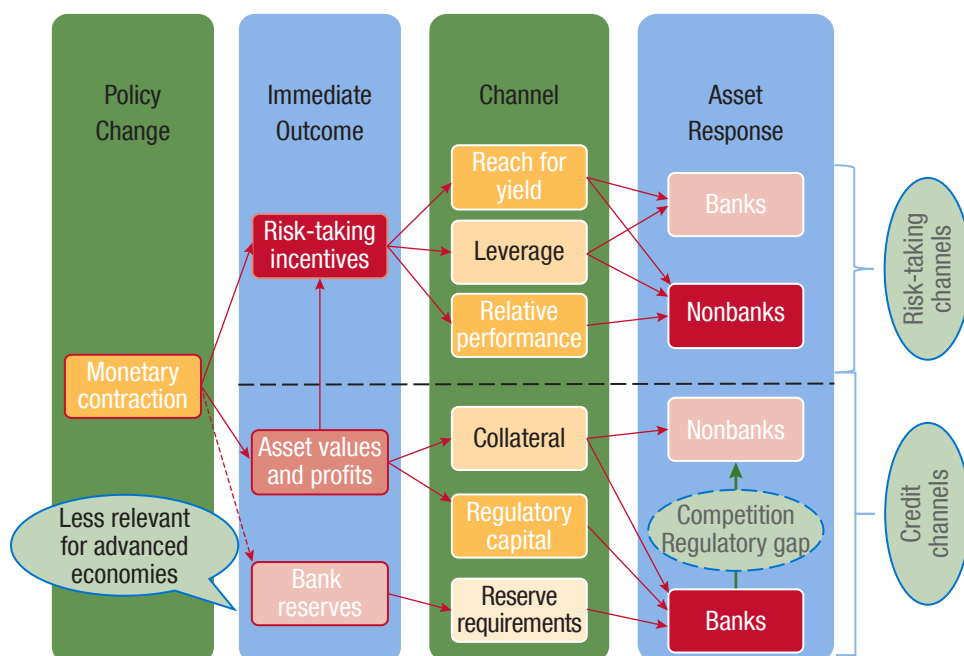 Policy
Change
Immediate
Outcome
Channel
Asset
Response
Monetary
contraction
Less relevant
for advanced
economies
Risk-taking
incentives
Asset values
and profits
Bank
reserves
Reach for
yield
Leverage
Relative
performance
Collateral
Regulatory
capital
Reserve
requirements
Banks
Nonbanks
Nonbanks
Competition
Regulatory gap
Banks
Risk-taking
channels
Credit
channels